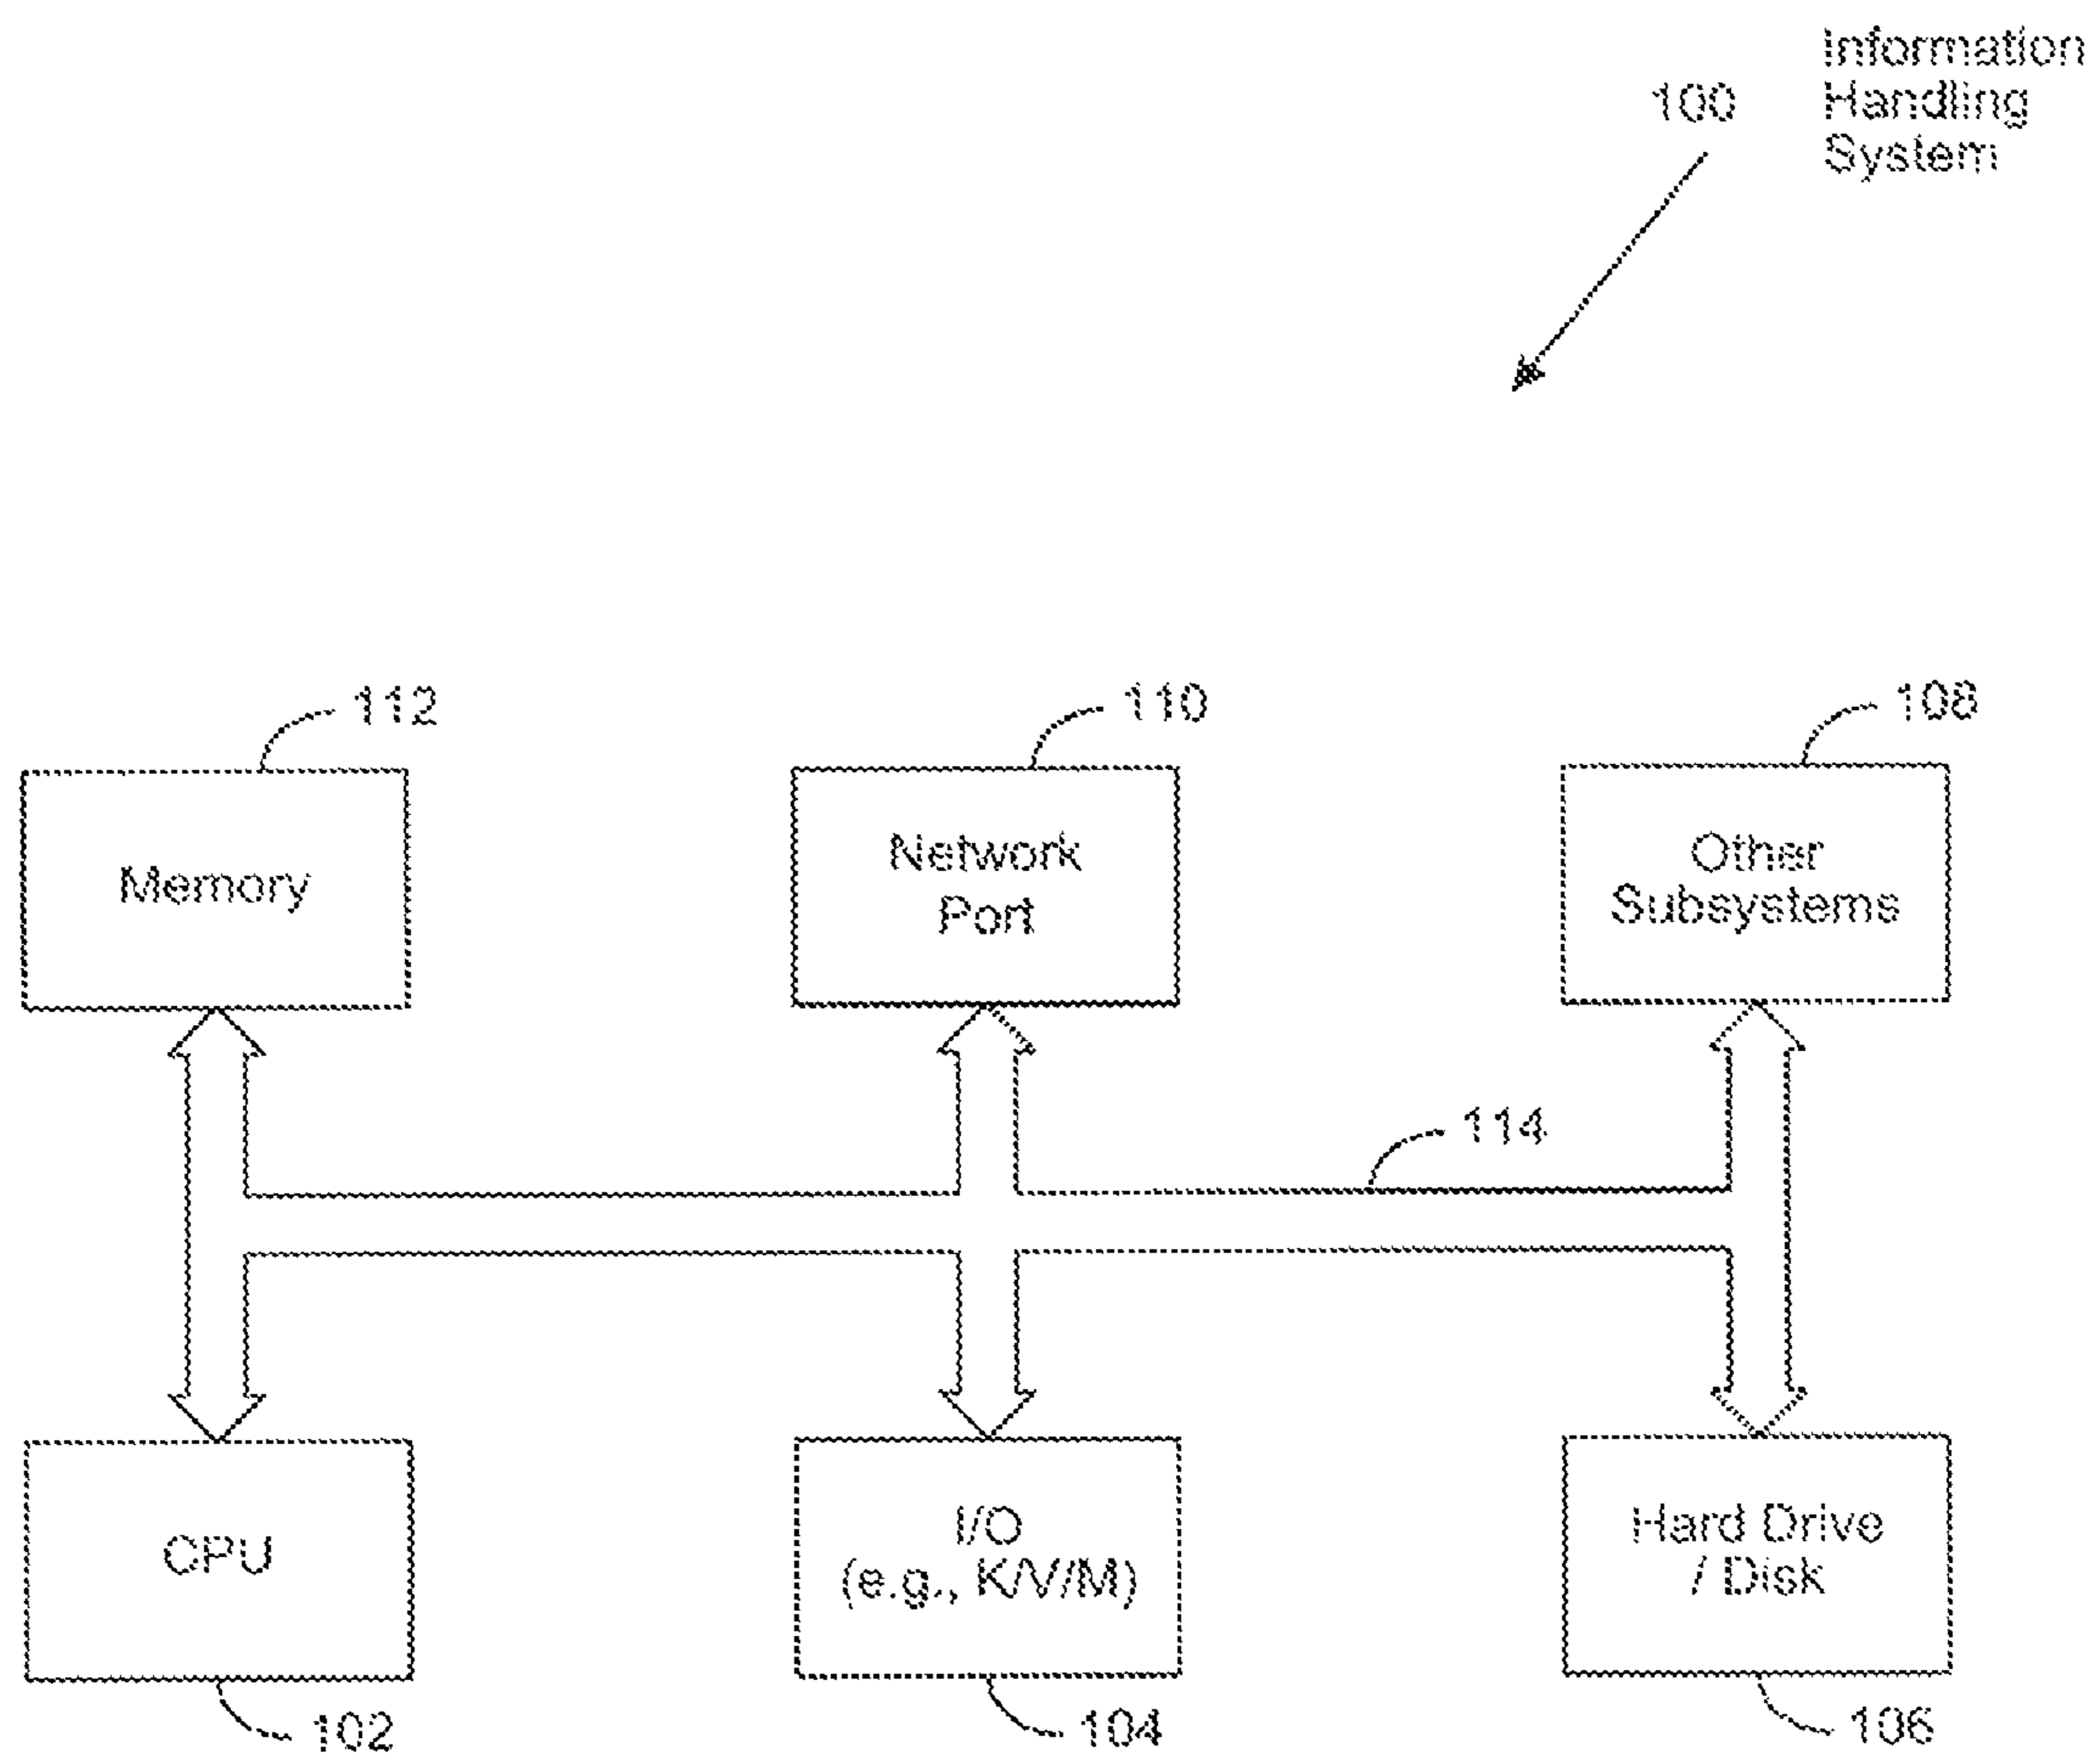 100
Information
Handling
System
112
110
108
Memory
Network
Port
Other
Subsystems
114
CPU
I/O
(e.g., K/V/M)
Hard Drive
/ Disk
102
104
106